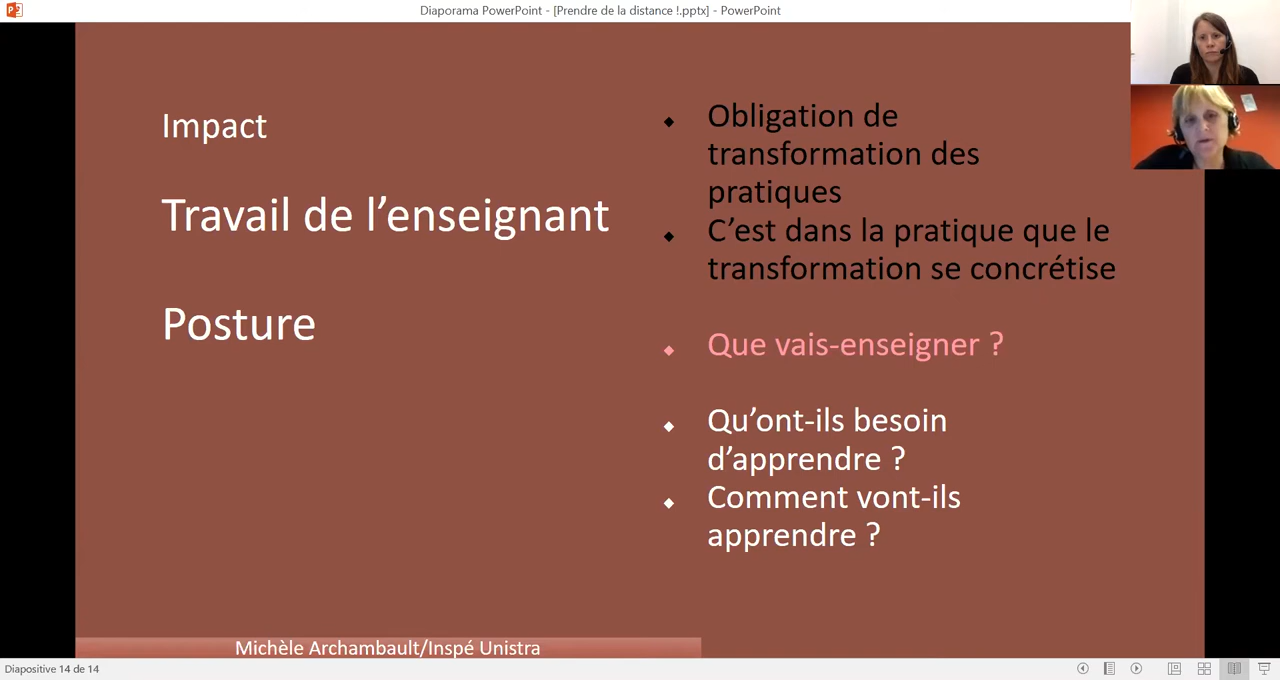 Diaporama PowerPoint - [Prendre de la distance !.pptx] - PowerPoint
Impact
Travail de l’enseignant
Posture
Obligation de
transformation des
pratiques
C’est dans la pratique que le
transformation se concrétise
Que vais-enseigner ?
Qu’ont-ils besoin
d’apprendre ?
Comment vont-ils
apprendre ?
Michèle Archambault/Inspé Unistra
Diapositive 14 de 14